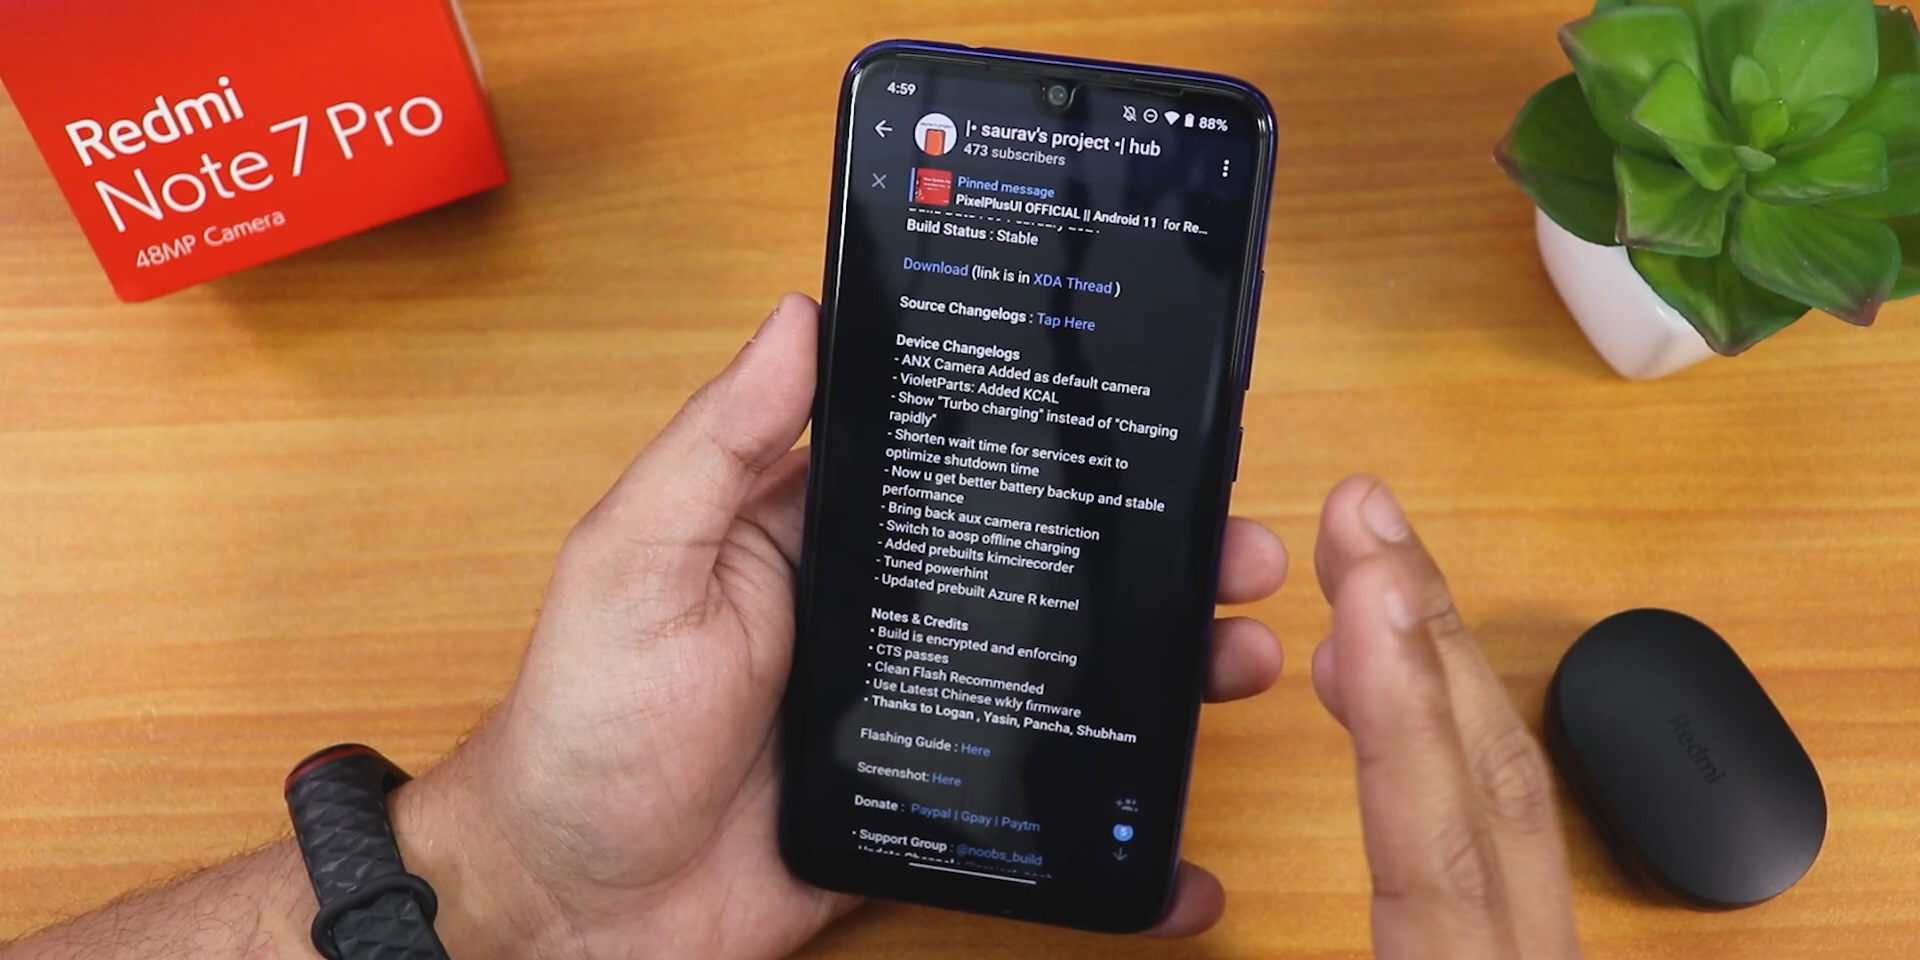 Redmi
Note 7 Pro
48MP Camera
4:59
88%
|• saurav's project •| hub
473 subscribers
Pinned message
PixelPlusUI OFFICIAL || Android 11 for Re...
Build Status : Stable
Download (link is in XDA Thread )
Source Changelogs : Tap Here
Device Changelogs
- ANX Camera Added as default camera
- VioletParts: Added KCAL
- Show "Turbo charging" instead of "Charging
rapidly"
- Shorten wait time for services exit to
optimize shutdown time
- Now u get better battery backup and stable
performance
- Bring back aux camera restriction
- Switch to aosp offline charging
- Added prebuilts kimcirecorder
- Tuned powerhint
- Updated prebuilt Azure R kernel
Notes & Credits
• Build is encrypted and enforcing
• CTS passes
• Clean Flash Recommended
• Use Latest Chinese wkly firmware
• Thanks to Logan , Yasin, Pancha, Shubham
Flashing Guide : Here
Screenshot: Here
Donate : Paypal | Gpay | Paytm
5
• Support Group : @noobs_build
Redmi